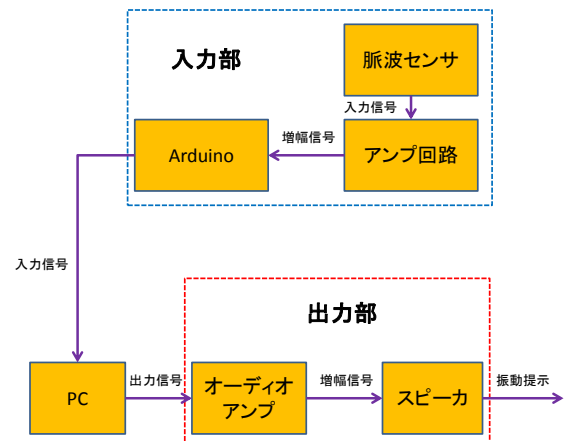 入力部
脈波センサ
入力信号
増幅信号
Arduino
アンプ回路
入力信号
出力部
PC
出力信号
オーディオ
アンプ
増幅信号
スピーカ
振動提示